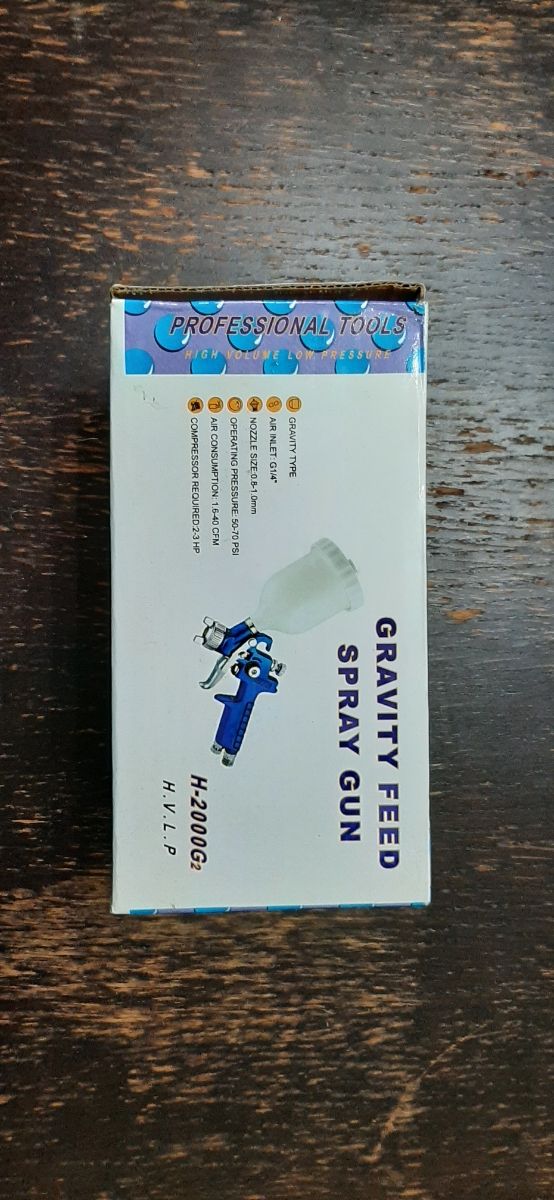 PROFESSIONAL TOOLS
HIGH VOLUME LOW PRESSURE
GRAVITY FEED
SPRAY GUN
GRAVITY TYPE
AIR INLET: G1/4"
NOZZLE SIZE:0.8-1.0mm
OPERATING PRESSURE: 50-70 PSI
AIR CONSUMPTION: 1.6-40 CFM
COMPRESSOR REQUIRED:2-3 HP
H-2000G2
H.V.L.P